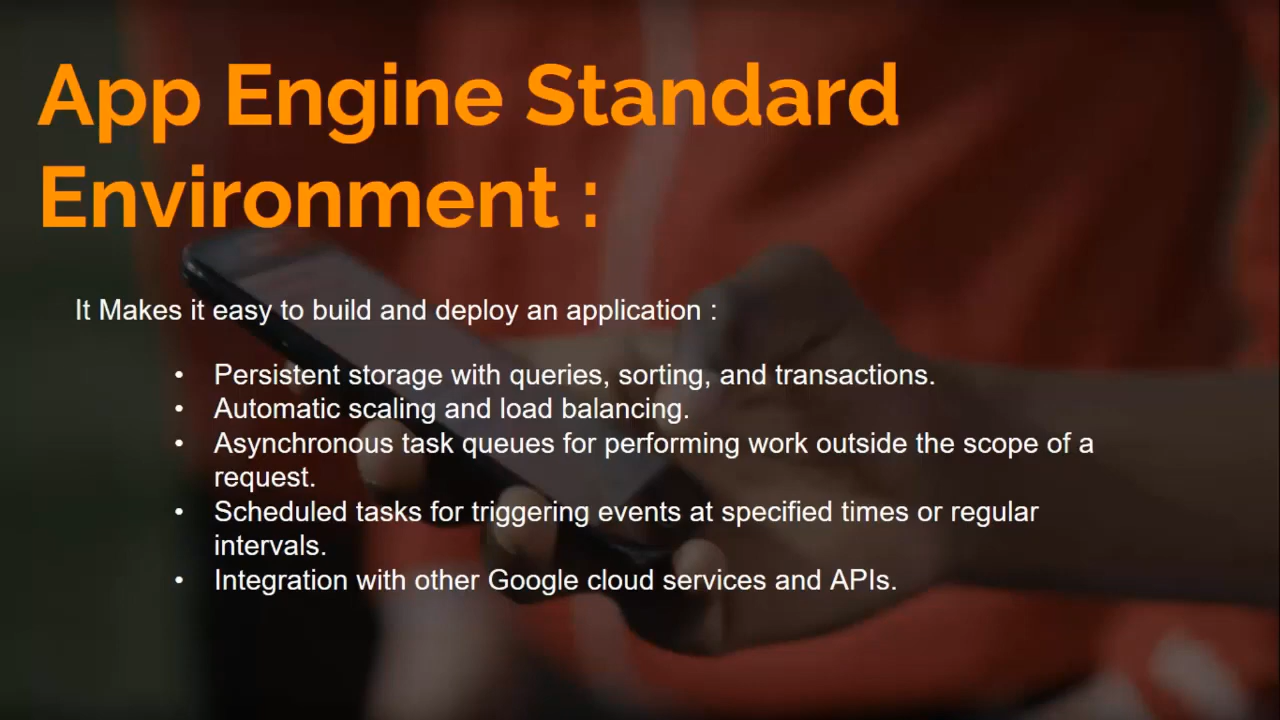 App Engine Standard
Environment :
It Makes it easy to build and deploy an application :
• Persistent storage with queries, sorting, and transactions.
• Automatic scaling and load balancing.
• Asynchronous task queues for performing work outside the scope of a
request.
• Scheduled tasks for triggering events at specified times or regular
intervals.
• Integration with other Google cloud services and APIs.